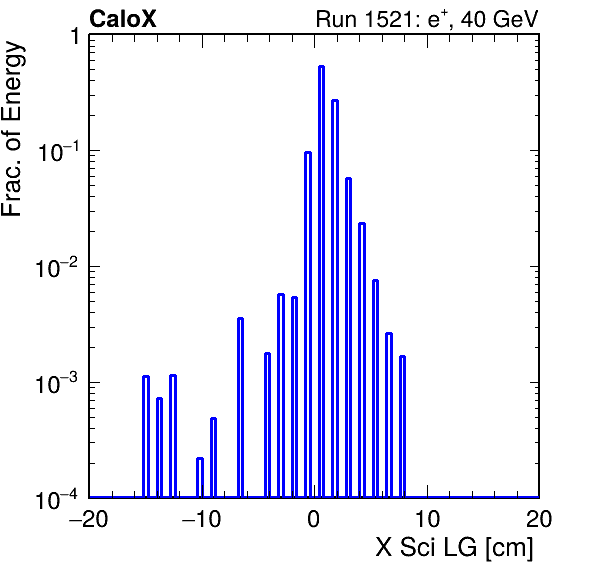 CaloX Run 1521: e⁺, 40 GeV
Frac. of Energy
1
10⁻¹
10⁻²
10⁻³
10⁻⁴
−20 −10 0 10 20
X Sci LG [cm]